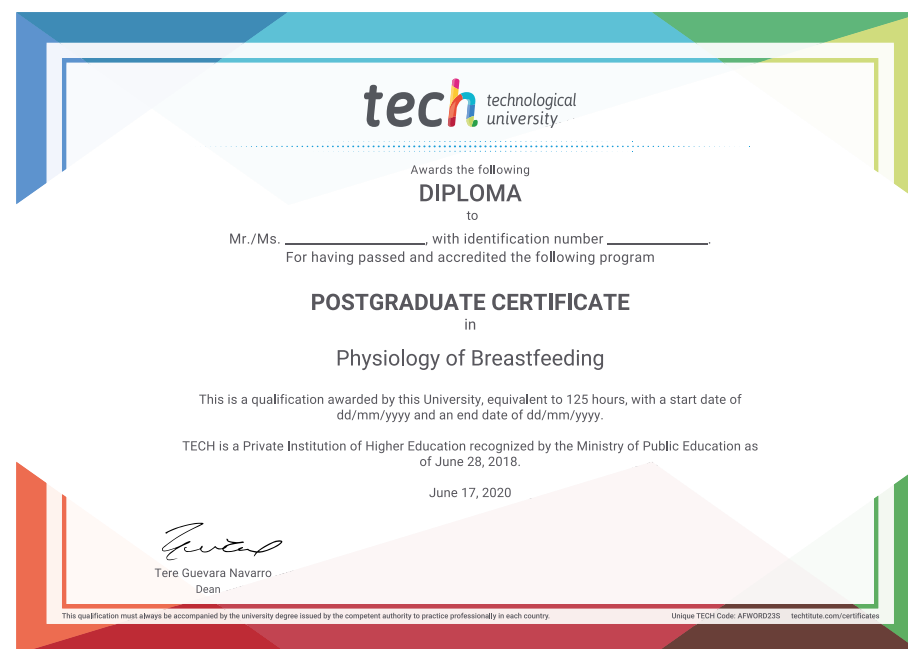 tech technological
university
Awards the following
DIPLOMA
to
Mr./Ms. ____________, with identification number ____________.
For having passed and accredited the following program
POSTGRADUATE CERTIFICATE
in
Physiology of Breastfeeding
This is a qualification awarded by this University, equivalent to 125 hours, with a start date of
dd/mm/yyyy and an end date of dd/mm/yyyy.
TECH is a Private Institution of Higher Education recognized by the Ministry of Public Education as
of June 28, 2018.
June 17, 2020
Tere Guevara Navarro
Dean
This qualification must always be accompanied by the university degree issued by the competent authority to practice professionally in each country.
Unique TECH Code: AFWORD23S techtitute.com/certificates